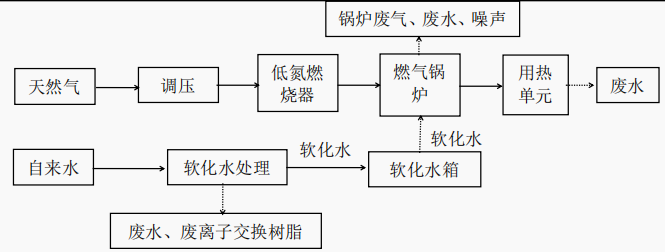 锅炉废气、废水、噪声
天然气
调压
低氮燃
烧器
燃气锅
炉
用热
单元
废水
软化水
自来水
软化水处理
软化水
软化水箱
废水、废离子交换树脂